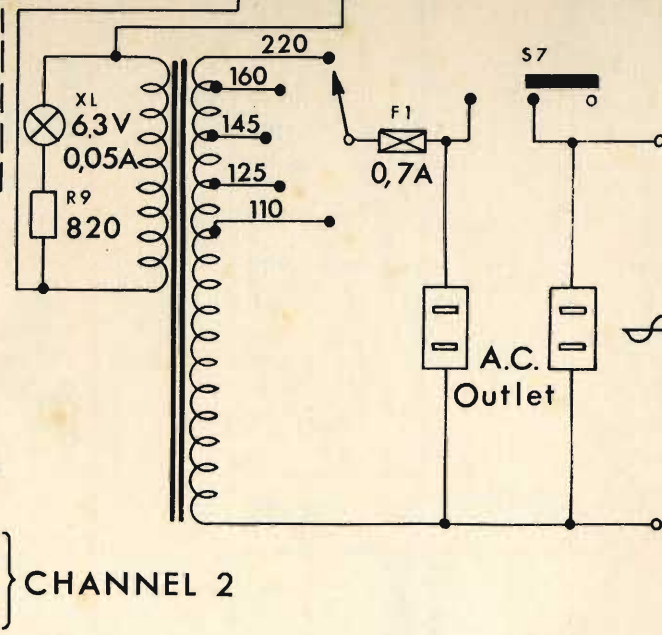 220
S7
160
XL
6,3V
F1
145
0,05A
0,7A
125
R9
820
110
A.C.
Outlet
CHANNEL 2